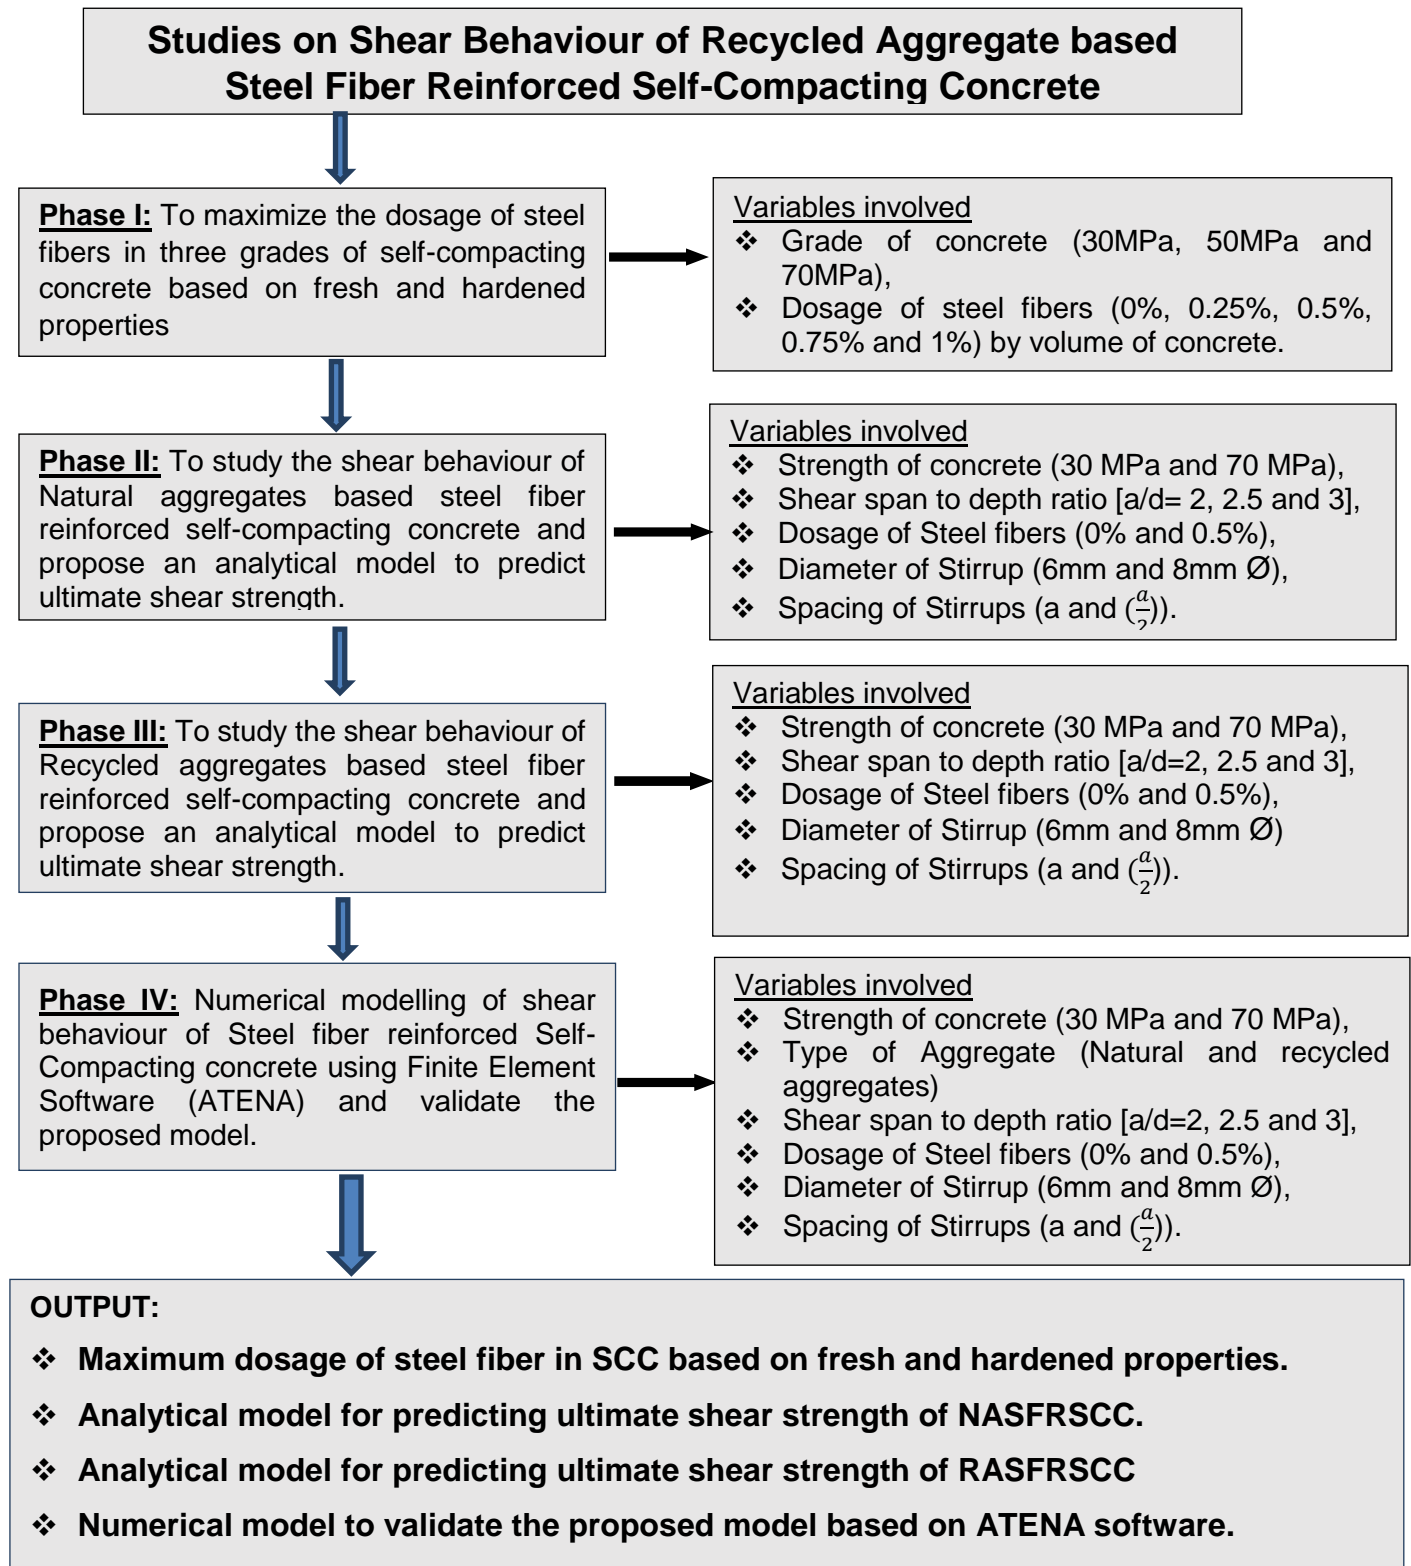 Studies on Shear Behaviour of Recycled Aggregate based
Steel Fiber Reinforced Self-Compacting Concrete
Phase I: To maximize the dosage of steel
fibers in three grades of self-compacting
concrete based on fresh and hardened
properties
Variables involved
❖ Grade of concrete (30MPa, 50MPa and
70MPa),
❖ Dosage of steel fibers (0%, 0.25%, 0.5%,
0.75% and 1%) by volume of concrete.
Phase II: To study the shear behaviour of
Natural aggregates based steel fiber
reinforced self-compacting concrete and
propose an analytical model to predict
ultimate shear strength.
Variables involved
❖ Strength of concrete (30 MPa and 70 MPa),
❖ Shear span to depth ratio [a/d= 2, 2.5 and 3],
❖ Dosage of Steel fibers (0% and 0.5%),
❖ Diameter of Stirrup (6mm and 8mm Ø),
❖ Spacing of Stirrups (a and (a/2)).
Phase III: To study the shear behaviour of
Recycled aggregates based steel fiber
reinforced self-compacting concrete and
propose an analytical model to predict
ultimate shear strength.
Variables involved
❖ Strength of concrete (30 MPa and 70 MPa),
❖ Shear span to depth ratio [a/d=2, 2.5 and 3],
❖ Dosage of Steel fibers (0% and 0.5%),
❖ Diameter of Stirrup (6mm and 8mm Ø)
❖ Spacing of Stirrups (a and (a/2)).
Phase IV: Numerical modelling of shear
behaviour of Steel fiber reinforced Self-
Compacting concrete using Finite Element
Software (ATENA) and validate the
proposed model.
Variables involved
❖ Strength of concrete (30 MPa and 70 MPa),
❖ Type of Aggregate (Natural and recycled
aggregates)
❖ Shear span to depth ratio [a/d=2, 2.5 and 3],
❖ Dosage of Steel fibers (0% and 0.5%),
❖ Diameter of Stirrup (6mm and 8mm Ø),
❖ Spacing of Stirrups (a and (a/2)).
OUTPUT:
❖ Maximum dosage of steel fiber in SCC based on fresh and hardened properties.
❖ Analytical model for predicting ultimate shear strength of NASFRSCC.
❖ Analytical model for predicting ultimate shear strength of RASFRSCC
❖ Numerical model to validate the proposed model based on ATENA software.